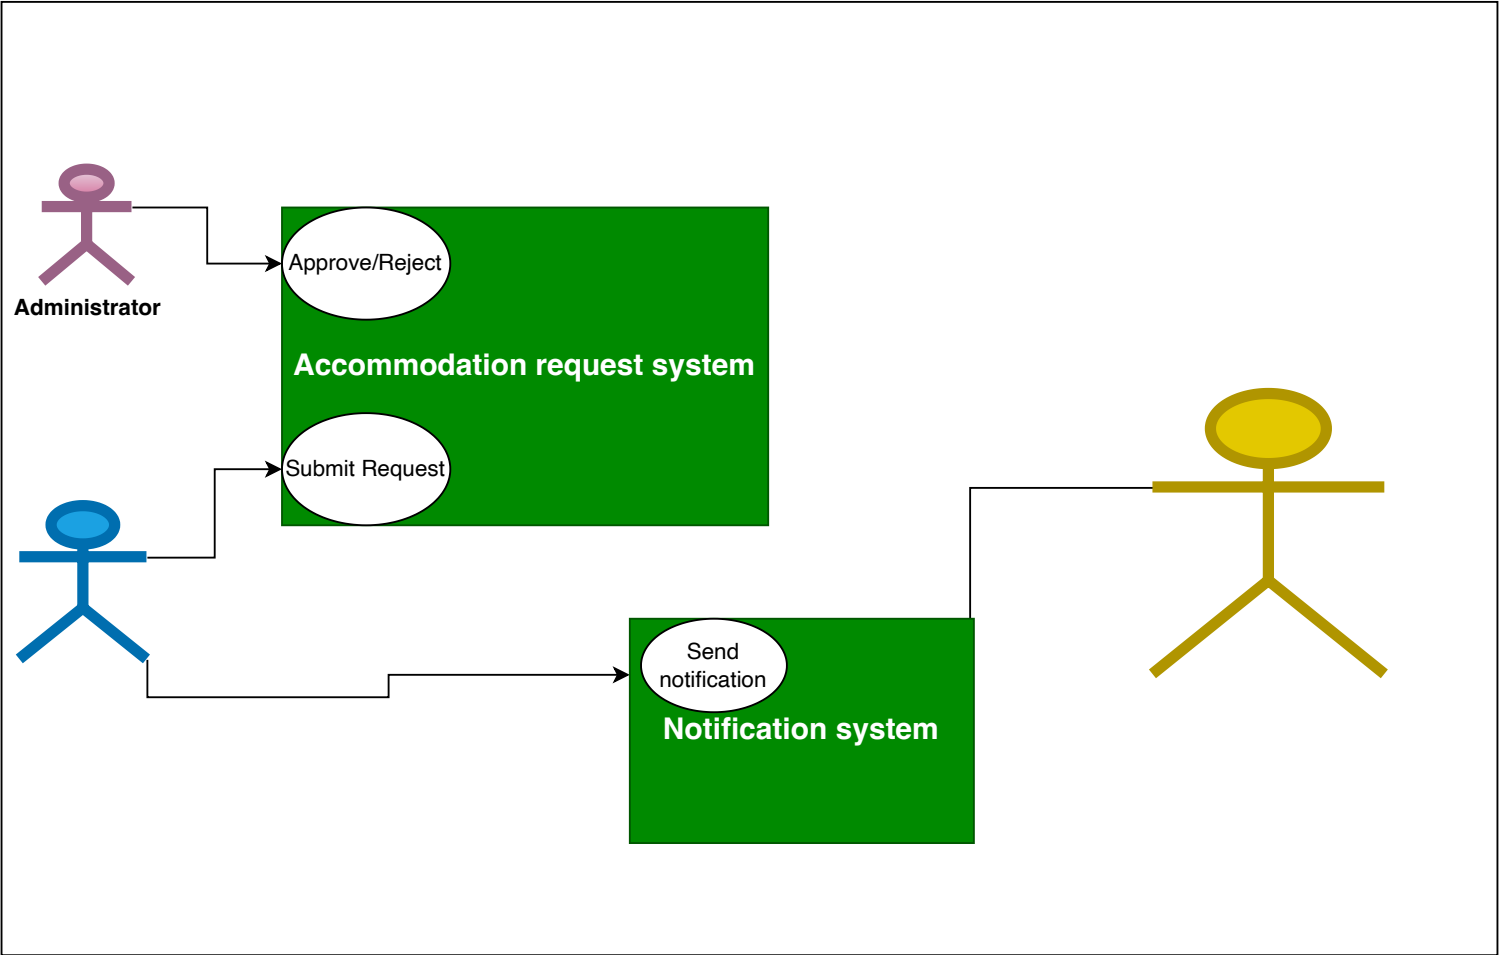 Administrator
Approve/Reject
Accommodation request system
Submit Request
Send
notification
Notification system